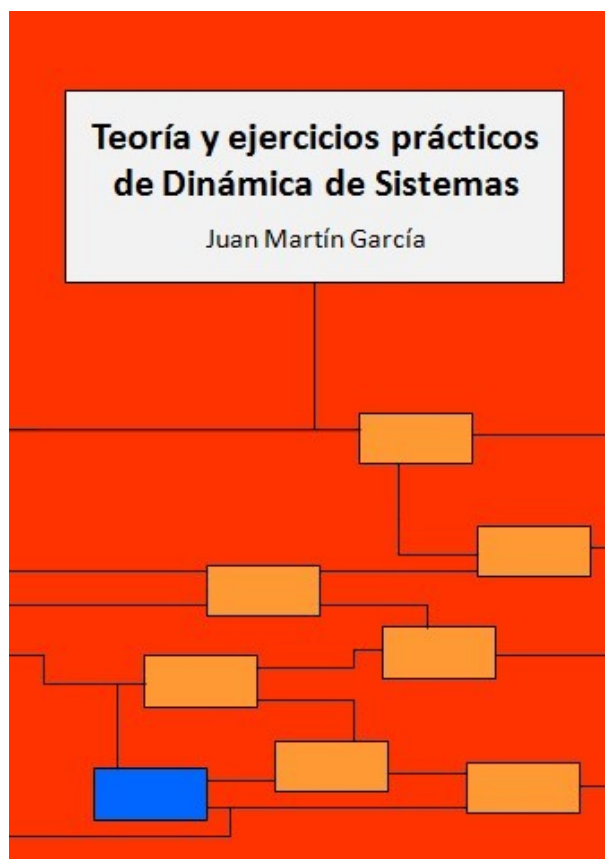 Teoría y ejercicios prácticos
de Dinámica de Sistemas
Juan Martín García